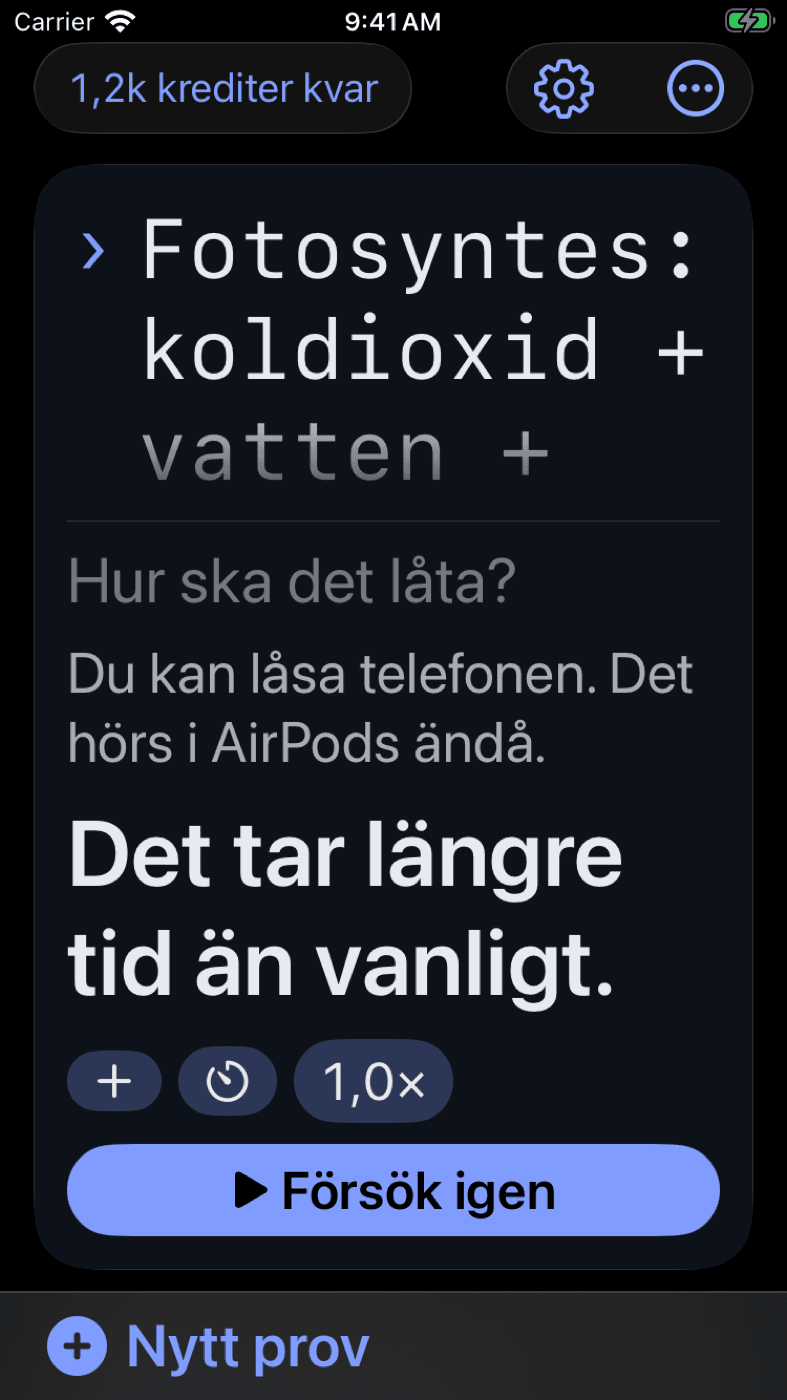 Carrier 9:41 AM
1,2k krediter kvar
› Fotosyntes:
koldioxid +
vatten +
Hur ska det låta?
Du kan låsa telefonen. Det
hörs i AirPods ändå.
Det tar längre
tid än vanligt.
+ 1,0×
Försök igen
Nytt prov